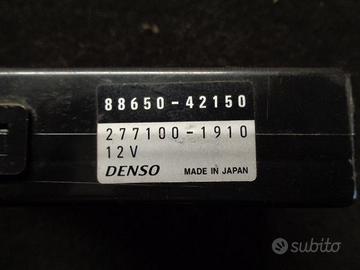 88650-42150
277100-1910
12V
DENSO MADE IN JAPAN
subito